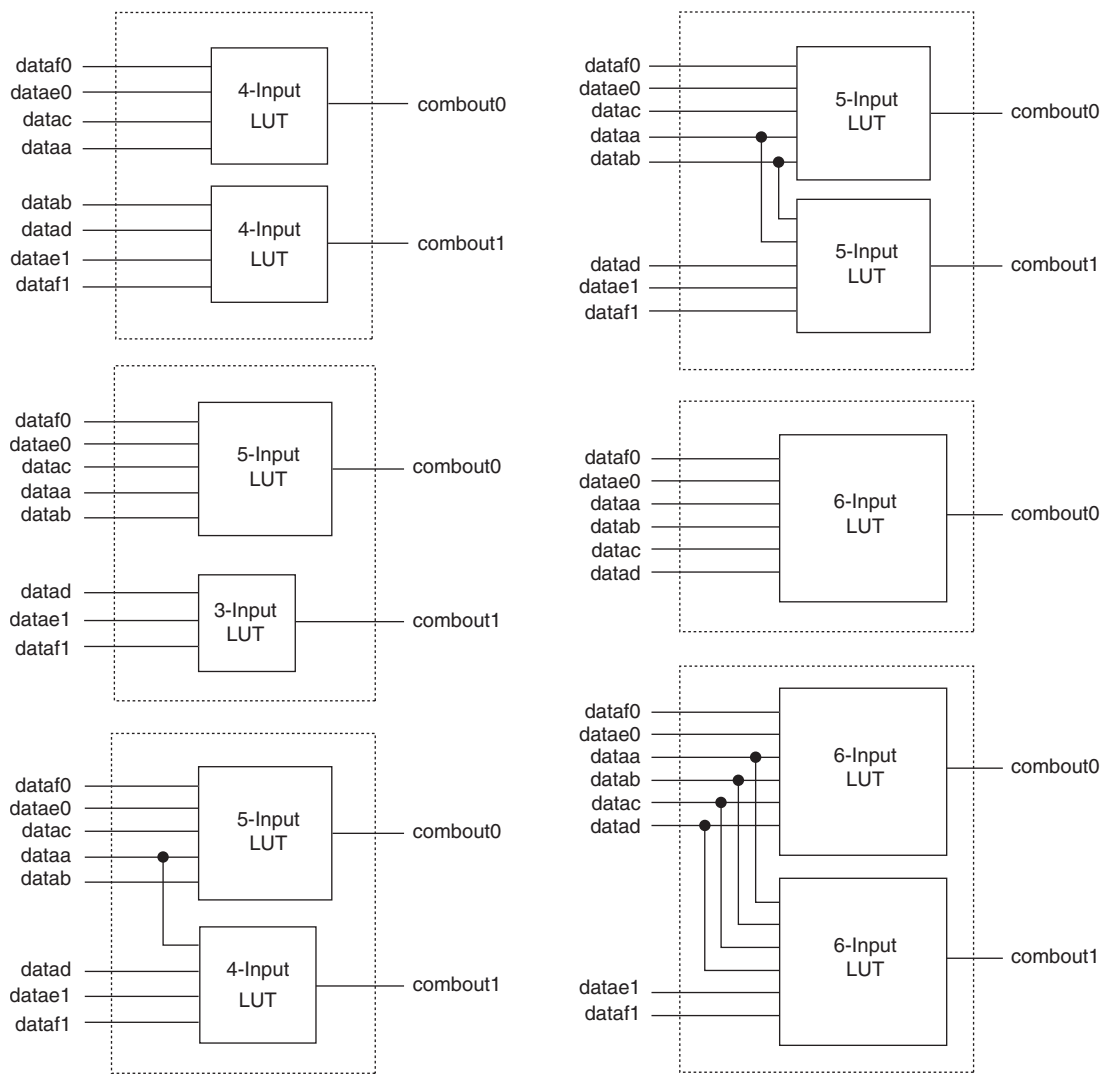 dataf0
datae0
datac
dataa
4-Input
LUT
combout0
datab
datad
datae1
dataf1
4-Input
LUT
combout1
dataf0
datae0
datac
dataa
datab
5-Input
LUT
combout0
datad
datae1
dataf1
3-Input
LUT
combout1
dataf0
datae0
datac
dataa
datab
5-Input
LUT
combout0
datad
datae1
dataf1
4-Input
LUT
combout1
dataf0
datae0
datac
dataa
datab
5-Input
LUT
combout0
datad
datae1
dataf1
5-Input
LUT
combout1
dataf0
datae0
dataa
datab
datac
datad
6-Input
LUT
combout0
dataf0
datae0
dataa
datab
datac
datad
6-Input
LUT
combout0
datae1
dataf1
6-Input
LUT
combout1